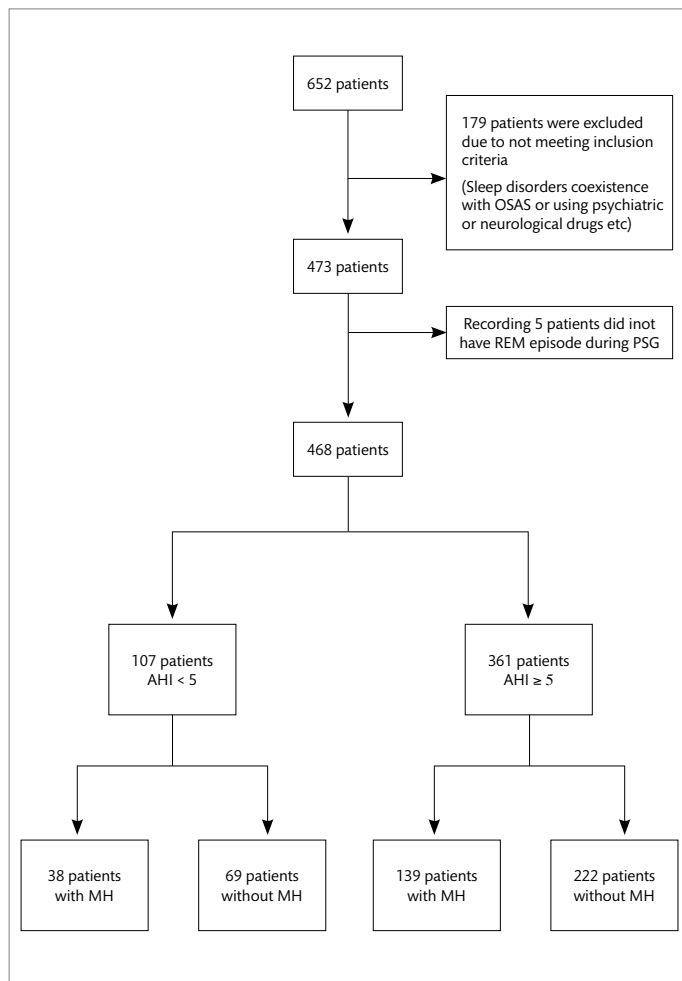 652 patients
179 patients were excluded
due to not meeting inclusion
criteria
(Sleep disorders coexistence
with OSAS or using psychiatric
or neurological drugs etc)
473 patients
Recording 5 patients did inot
have REM episode during PSG
468 patients
107 patients
AHI < 5
361 patients
AHI ≥ 5
38 patients
with MH
69 patients
without MH
139 patients
with MH
222 patients
without MH